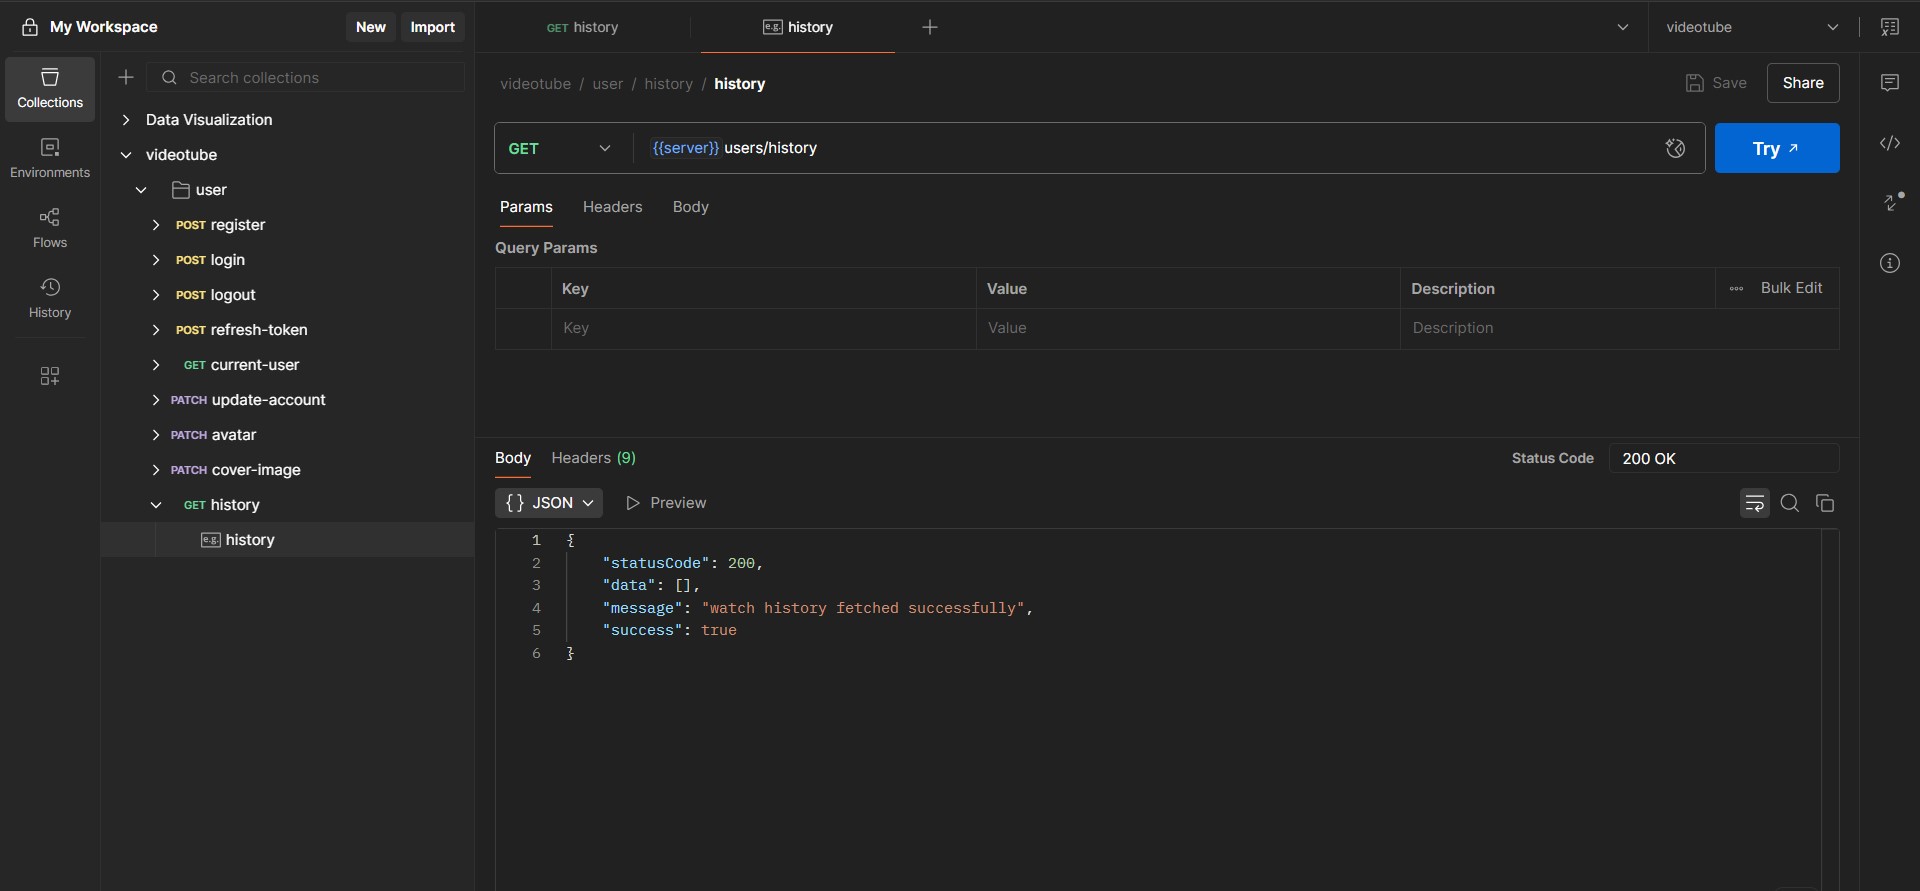 My Workspace
New
Import
GET history
e.g. history
videotube
Collections
Environments
Flows
History
Search collections
Data Visualization
videotube
user
POST register
POST login
POST logout
POST refresh-token
GET current-user
PATCH update-account
PATCH avatar
PATCH cover-image
GET history
e.g. history
videotube / user / history / history
Save
Share
GET
{{server}} users/history
Try
Params
Headers
Body
Query Params
Key
Value
Description
Bulk Edit
Key
Value
Description
Body
Headers (9)
Status Code
200 OK
{} JSON
Preview
1 {
2 "statusCode": 200,
3 "data": [],
4 "message": "watch history fetched successfully",
5 "success": true
6 }